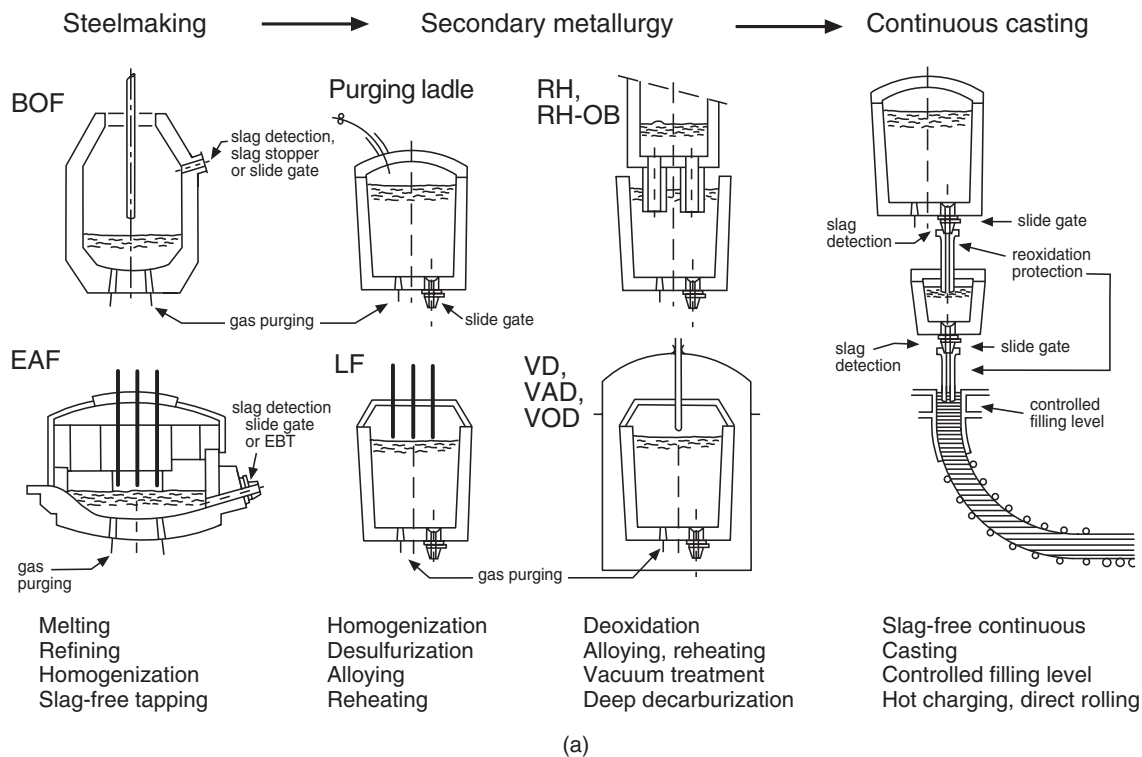 Steelmaking
Secondary metallurgy
Continuous casting
BOF
slag detection,
slag stopper
or slide gate
Purging ladle
RH,
RH-OB
gas purging
slide gate
slag
detection
slide gate
reoxidation
protection
slag
detection
slide gate
controlled
filling level
EAF
slag detection
slide gate
or EBT
gas
purging
LF
VD,
VAD,
VOD
gas purging
Melting
Refining
Homogenization
Slag-free tapping
Homogenization
Desulfurization
Alloying
Reheating
Deoxidation
Alloying, reheating
Vacuum treatment
Deep decarburization
Slag-free continuous
Casting
Controlled filling level
Hot charging, direct rolling
(a)